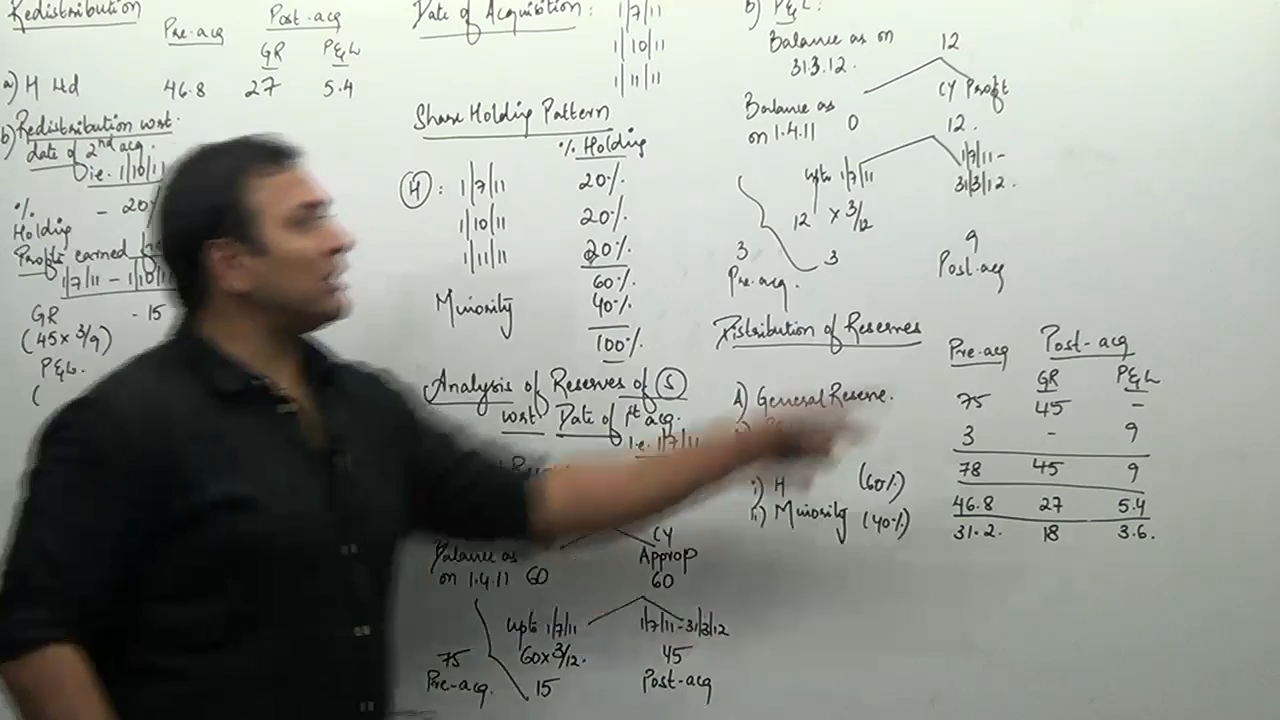 Redistribution
Pre-acq Post-acq
GR P&L
a) H Ltd 46.8 27 5.4
b) Redistribution wrt.
date of 2nd acq.
i.e. 1/10/11
% Holding - 20%
Profits earned
1/7/11 - 1/10/11
GR - 15
(45 x 3/9)
P&L.
(
Date of Acquisition: 1/7/11
1/10/11
1/11/11
Share Holding Pattern
% Holding
(H) : 1/7/11 20%
1/10/11 20%
1/11/11 20%
60%
Minority 40%
100%
Analysis of Reserves of (S)
wrt Date of 1st acq.
i.e. 1/7/11
CY
Balance as Approp
on 1.4.11 60 60
upto 1/7/11 1/7/11-31/3/12
75 60x3/12. 45
Pre-acq. 15 Post-acq
b) P&L:
Balance as on 12
31.3.12.
CY Profit
Balance as
on 1.4.11 0 12.
upto 1/7/11 1/7/11 -
31/3/12.
12 x 3/12
3 3 9
Pre-acq. Post-acq
Distribution of Reserves
Pre-acq Post-acq
GR P&L
A) General Reserve. 75 45 -
3 - 9
78 45 9
i) H (60%) 46.8 27 5.4
ii) Minority (40%) 31.2. 18 3.6.